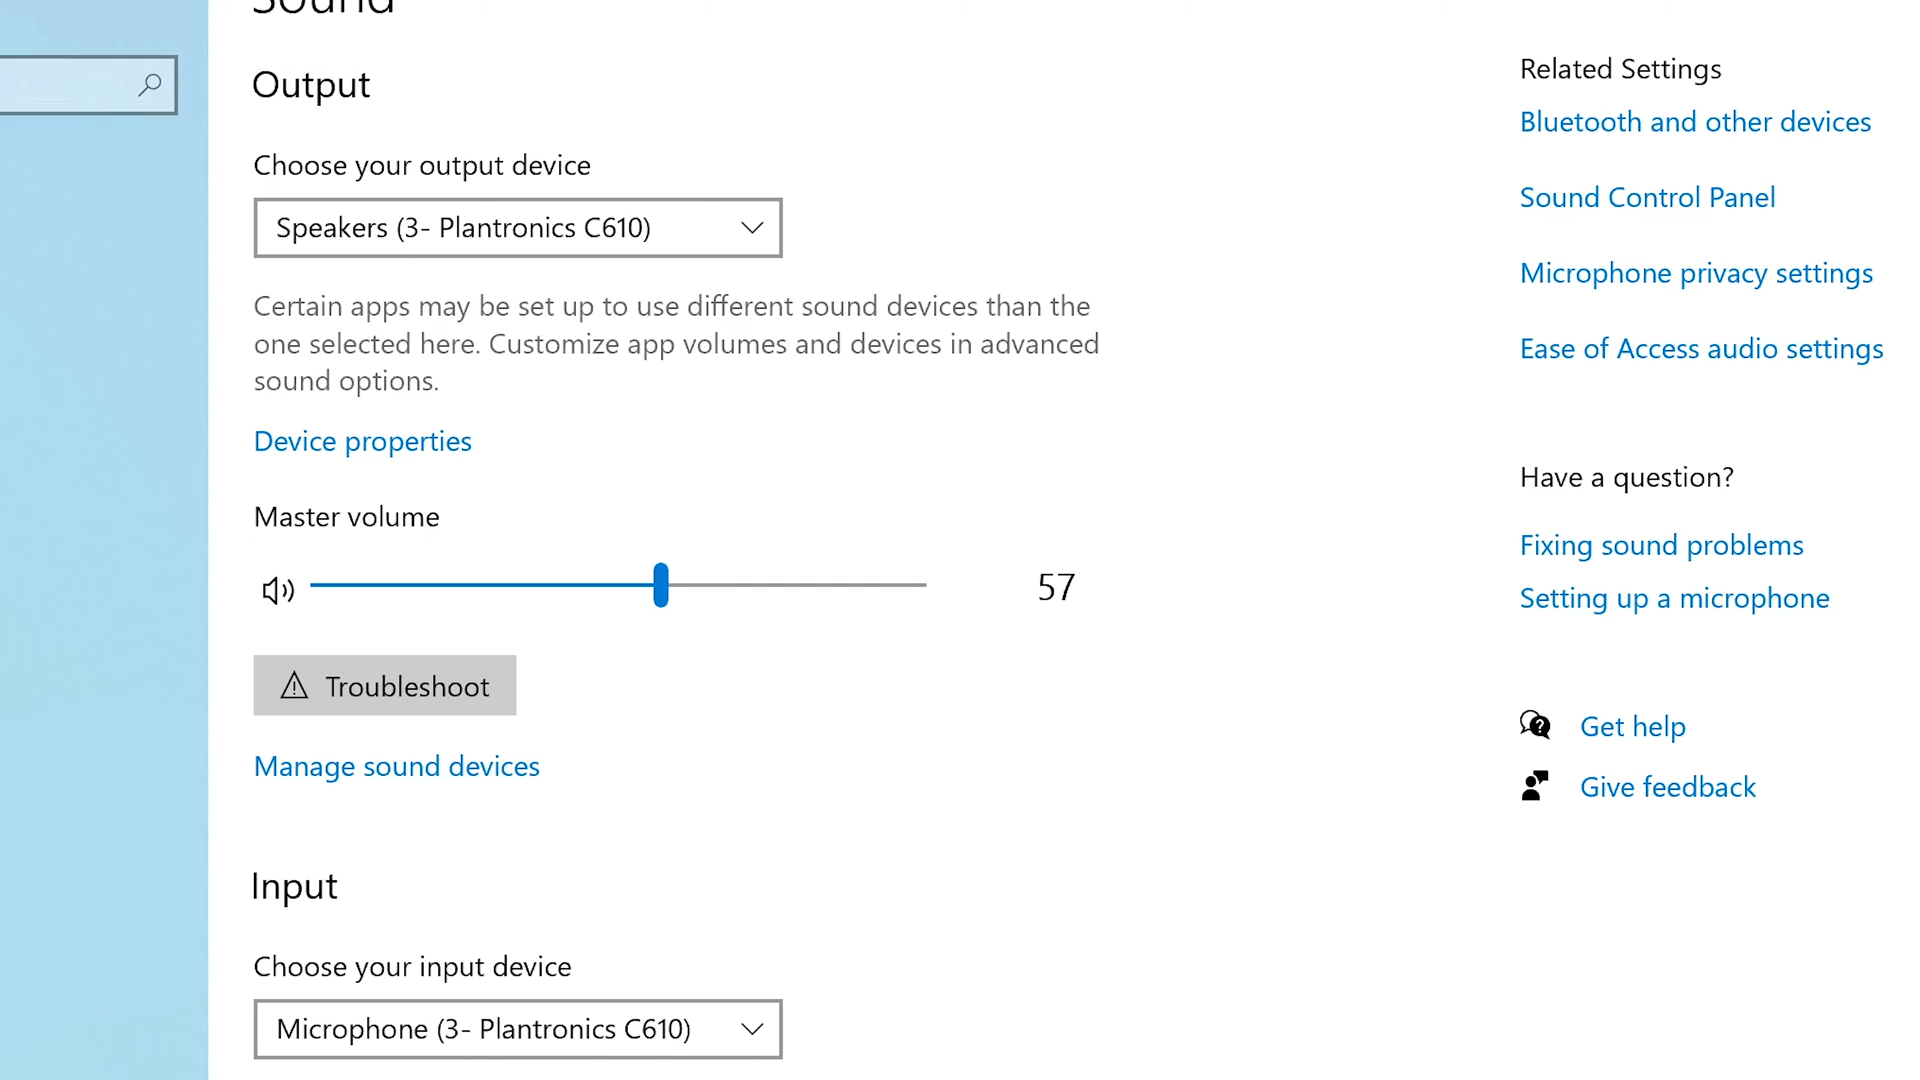 Sound
Output
Choose your output device
Speakers (3- Plantronics C610)
Certain apps may be set up to use different sound devices than the
one selected here. Customize app volumes and devices in advanced
sound options.
Device properties
Master volume
57
Troubleshoot
Manage sound devices
Input
Choose your input device
Microphone (3- Plantronics C610)
Related Settings
Bluetooth and other devices
Sound Control Panel
Microphone privacy settings
Ease of Access audio settings
Have a question?
Fixing sound problems
Setting up a microphone
Get help
Give feedback